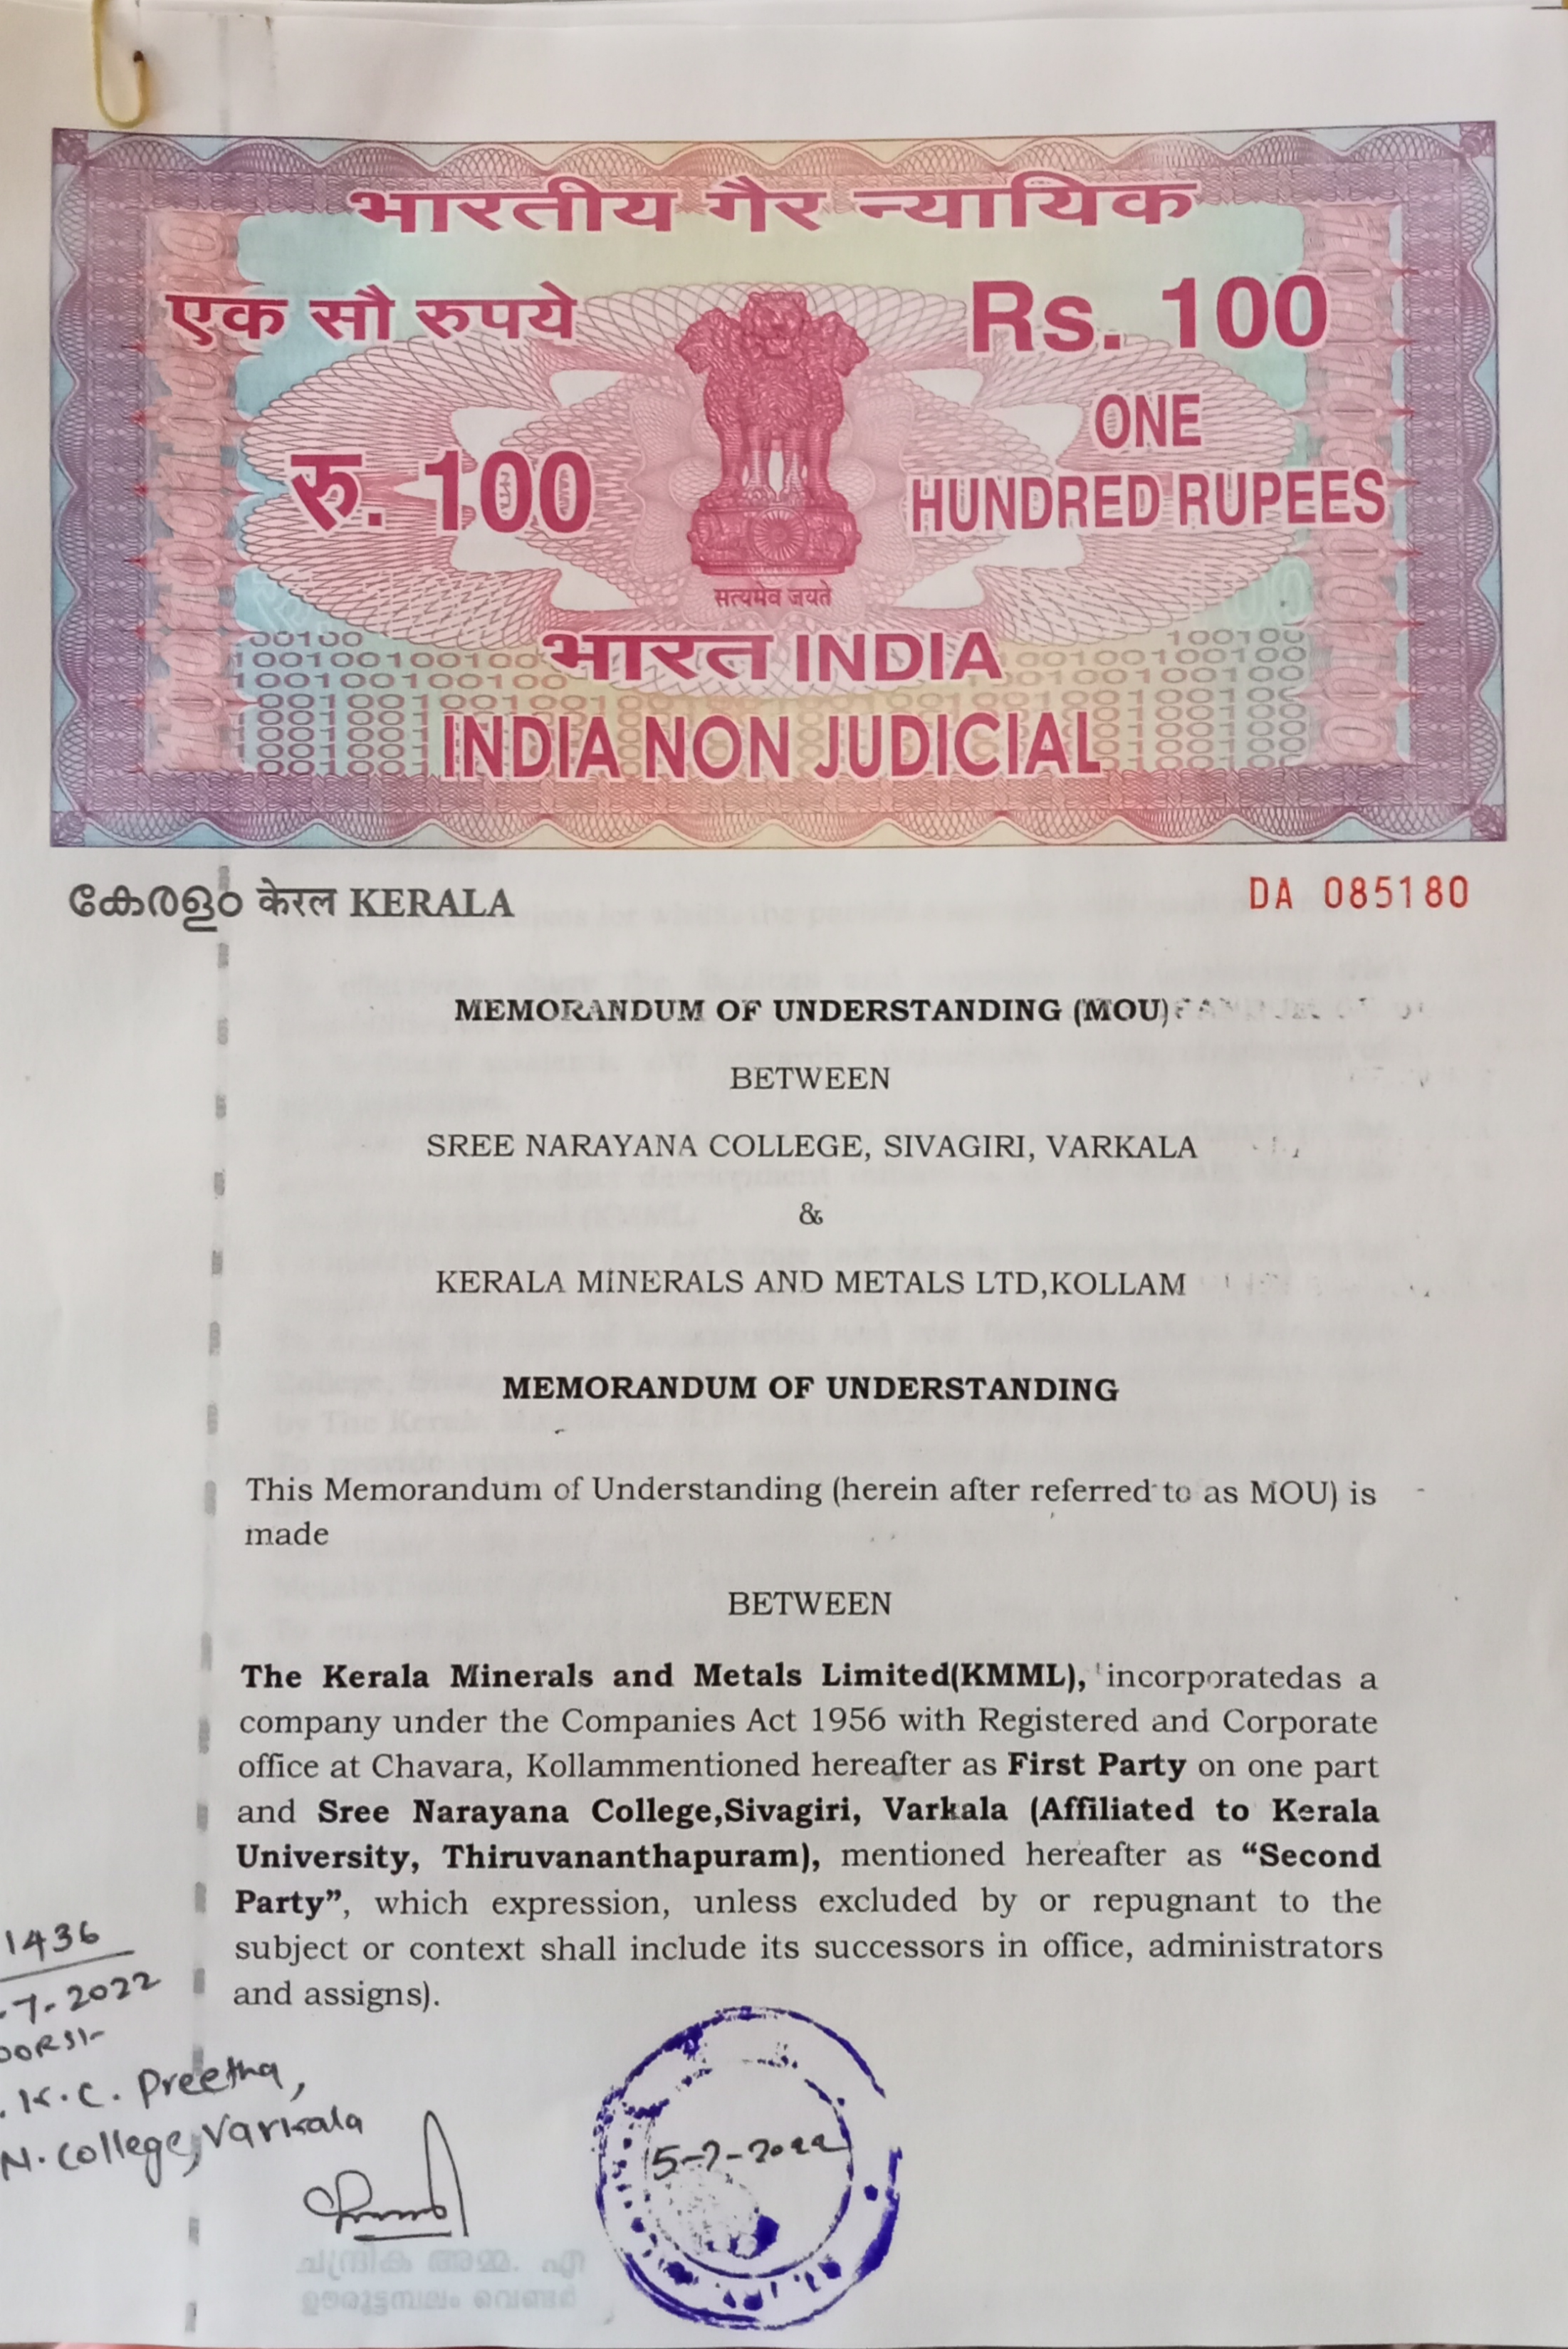 भारतीय गैर न्यायिक
एक सौ रुपये
Rs. 100
रु. 100
ONE
HUNDRED RUPEES
सत्यमेव जयते
भारत INDIA
INDIA NON JUDICIAL
കേരളം केरल KERALA
DA 085180
MEMORANDUM OF UNDERSTANDING (MOU)
BETWEEN
SREE NARAYANA COLLEGE, SIVAGIRI, VARKALA
&
KERALA MINERALS AND METALS LTD,KOLLAM
MEMORANDUM OF UNDERSTANDING
This Memorandum of Understanding (herein after referred to as MOU) is
made
BETWEEN
The Kerala Minerals and Metals Limited(KMML), incorporatedas a
company under the Companies Act 1956 with Registered and Corporate
office at Chavara, Kollammentioned hereafter as First Party on one part
and Sree Narayana College,Sivagiri, Varkala (Affiliated to Kerala
University, Thiruvananthapuram), mentioned hereafter as “Second
Party”, which expression, unless excluded by or repugnant to the
subject or context shall include its successors in office, administrators
and assigns).
1436
-7-2022
K.C. Preetha,
N. College, Varkala
5-7-2022
ചന്ദ്രിക അമ്മ. എ